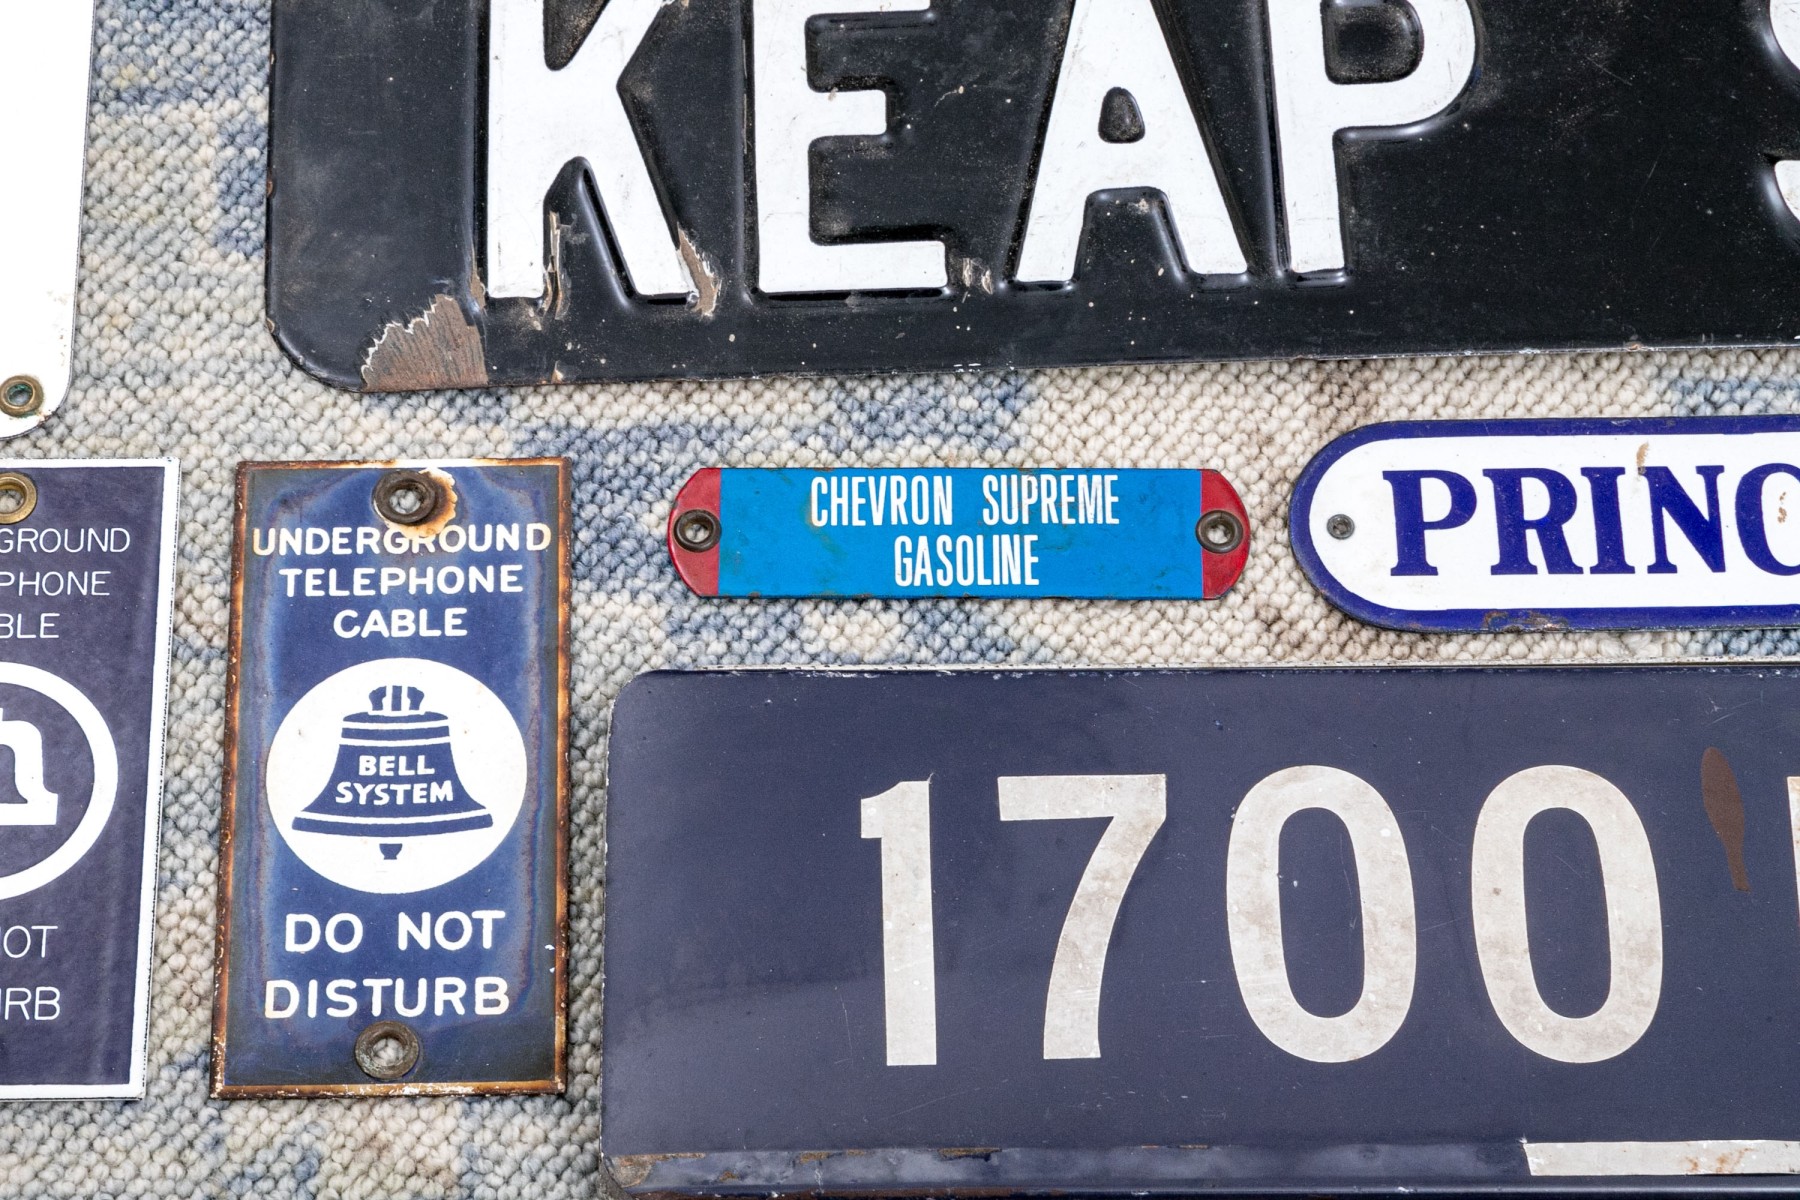 KEAP S
GROUND
PHONE
BLE
OT
RB
UNDERGROUND
TELEPHONE
CABLE
BELL
SYSTEM
DO NOT
DISTURB
CHEVRON SUPREME
GASOLINE
PRINC
1700